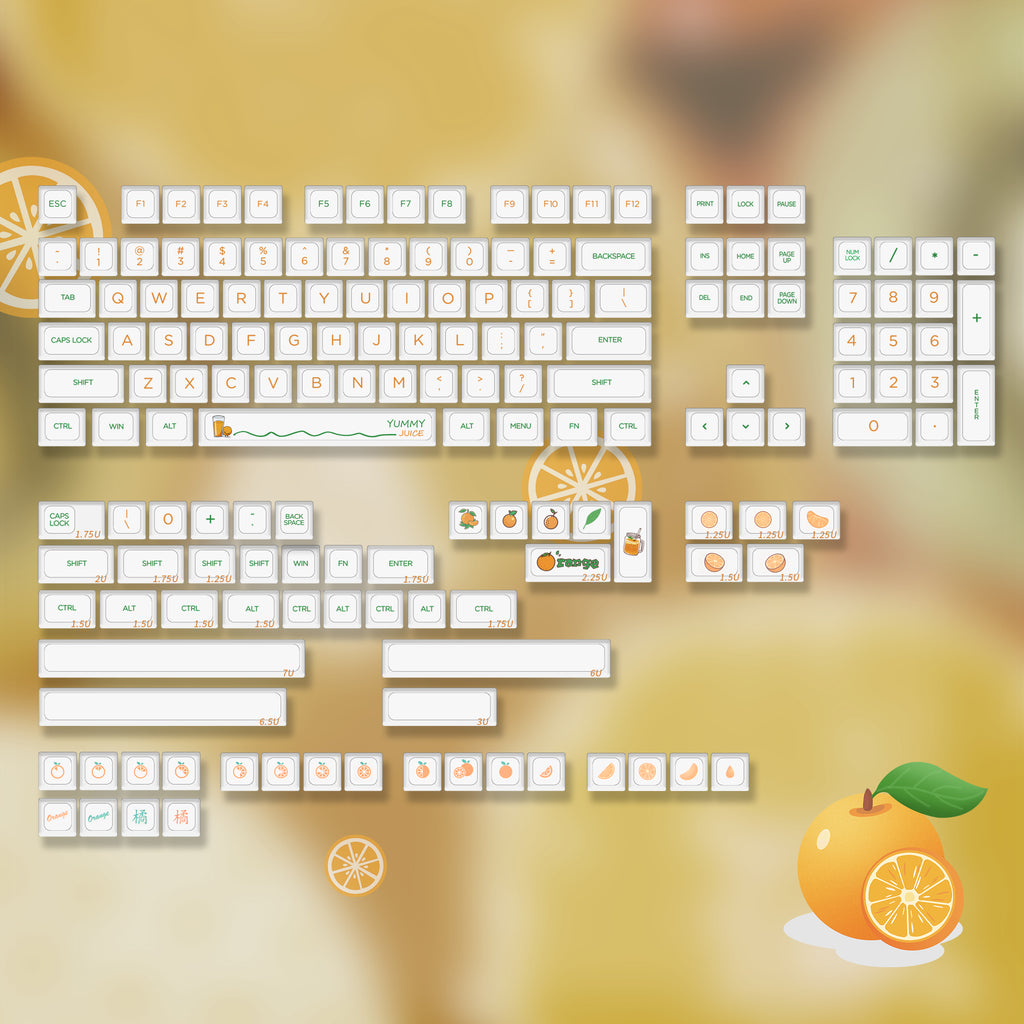 ESC F1 F2 F3 F4 F5 F6 F7 F8 F9 F10 F11 F12 PRINT LOCK PAUSE
! @ # $ % ^ & * ( ) — +
1 2 3 4 5 6 7 8 9 0 - = BACKSPACE INS HOME PAGE UP NUM LOCK / * -
TAB Q W E R T Y U I O P { [ } ] | \ DEL END PAGE DOWN 7 8 9 +
CAPS LOCK A S D F G H J K L : ; " ' ENTER 4 5 6
SHIFT Z X C V B N M < , > . ? / SHIFT ^ 1 2 3 ENTER
CTRL WIN ALT YUMMY JUICE ALT MENU FN CTRL < > 0 .
CAPS LOCK 1.75U | \ 0 + - BACK SPACE 1.25U 1.25U 1.25U
SHIFT 2U SHIFT 1.75U SHIFT 1.25U SHIFT WIN FN ENTER 1.75U range 2.25U 1.5U 1.5U
CTRL 1.5U ALT 1.5U CTRL 1.5U ALT 1.5U CTRL ALT CTRL ALT CTRL 1.75U
7U 6U
6.5U 3U
Orange Orange 橘 橘